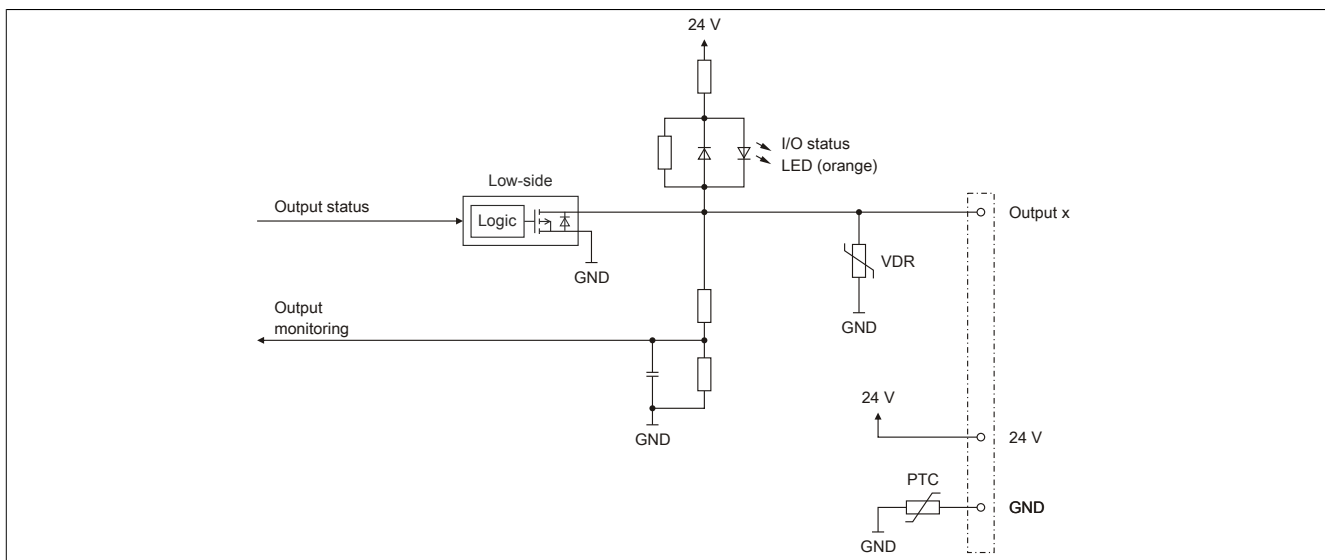 24 V
I/O status
LED (orange)
Low-side
Output status
Logic
Output x
GND
VDR
Output
monitoring
GND
24 V
GND
24 V
PTC
GND
GND